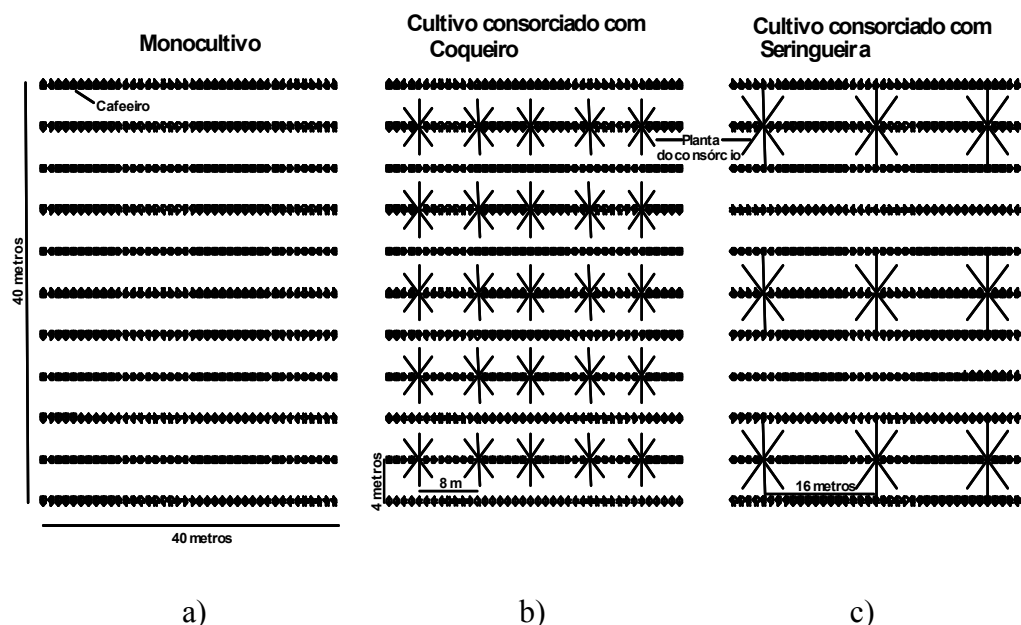 Monocultivo
Cultivo consorciado com
Coqueiro
Cultivo consorciado com
Seringueira
Cafeeiro
Planta
do consórcio
40 metros
40 metros
4 metros
8 m
16 metros
a)
b)
c)